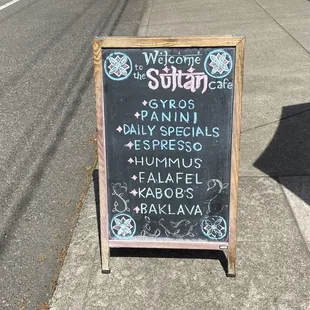 Welcome
to the
Sultan cafe
GYROS
PANINI
DAILY SPECIALS
ESPRESSO
HUMMUS
FALAFEL
KABOBS
BAKLAVA